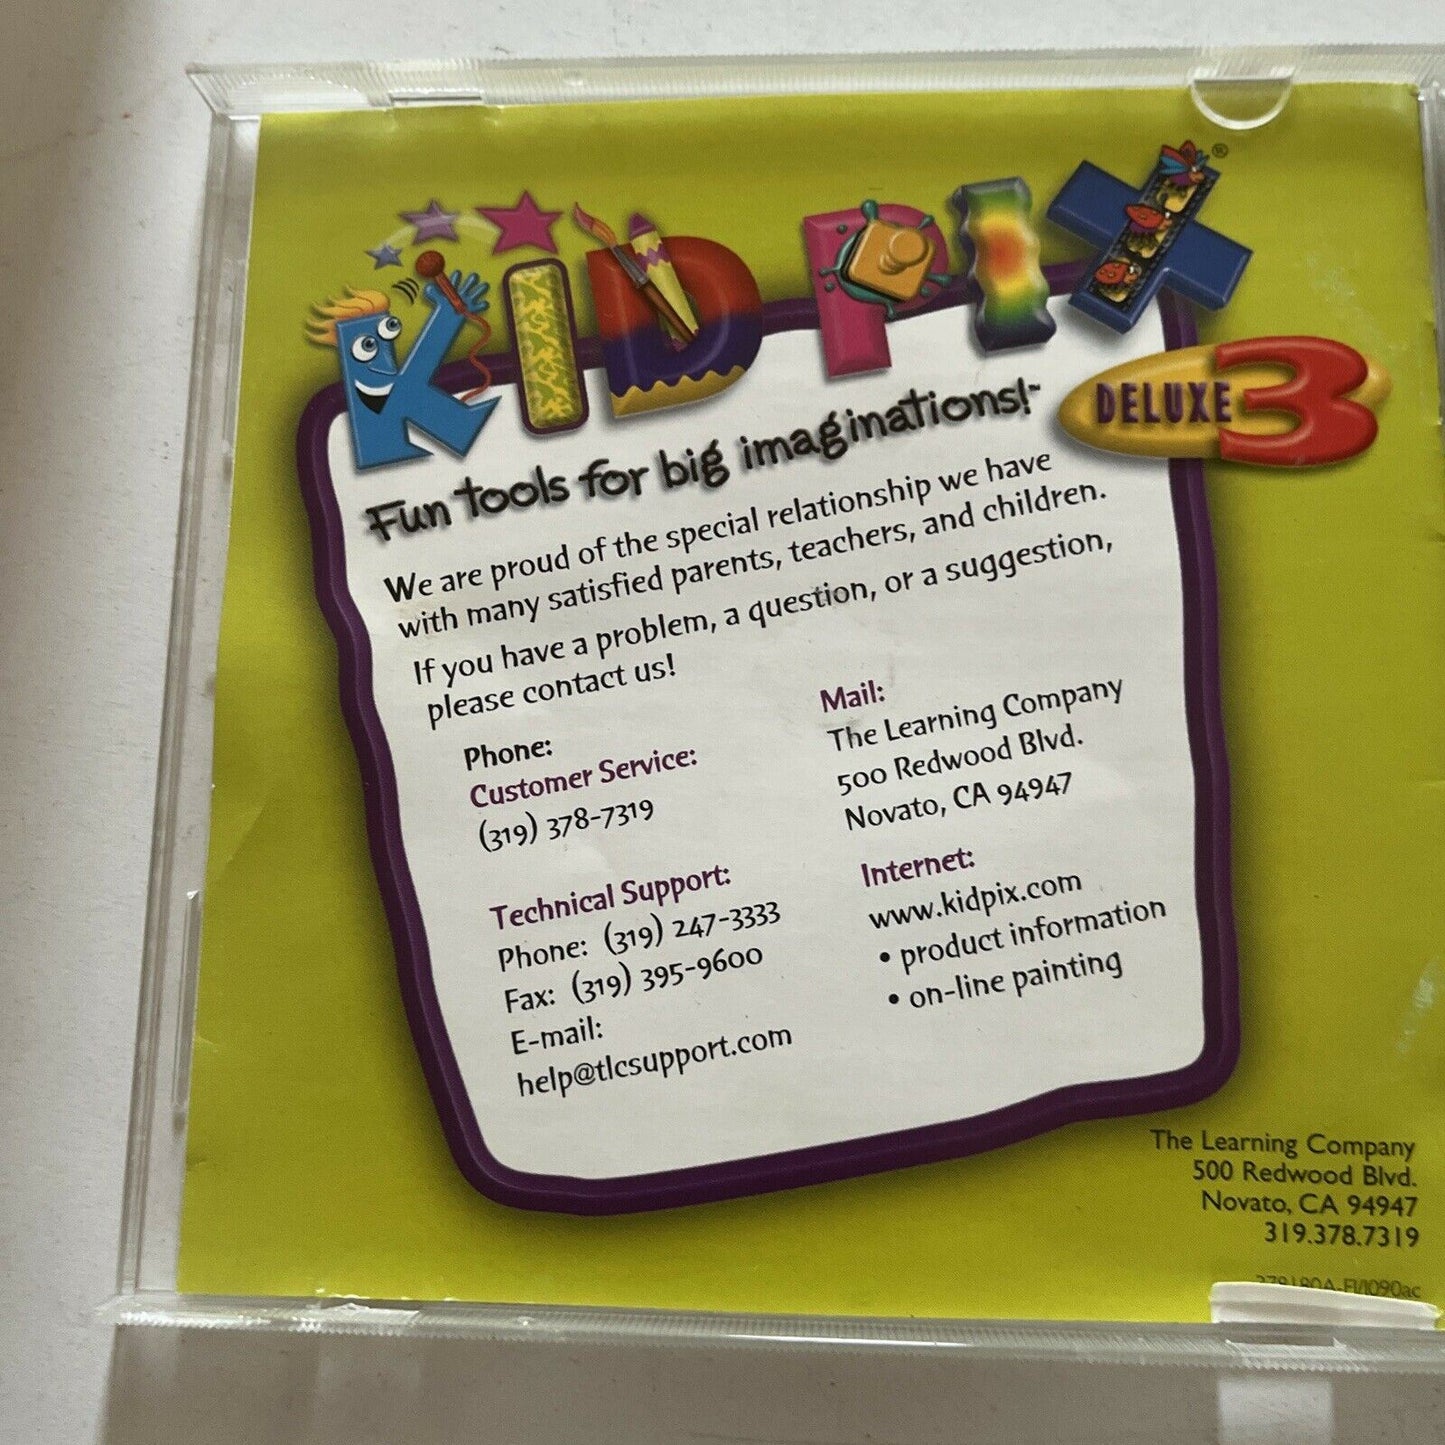 KID PIX®
DELUXE 3
Fun tools for big imaginations!™
We are proud of the special relationship we have
with many satisfied parents, teachers, and children.
If you have a problem, a question, or a suggestion,
please contact us!
Phone:
Customer Service:
(319) 378-7319
Technical Support:
Phone: (319) 247-3333
Fax: (319) 395-9600
E-mail:
help@tlcsupport.com
Mail:
The Learning Company
500 Redwood Blvd.
Novato, CA 94947
Internet:
www.kidpix.com
• product information
• on-line painting
The Learning Company
500 Redwood Blvd.
Novato, CA 94947
319.378.7319